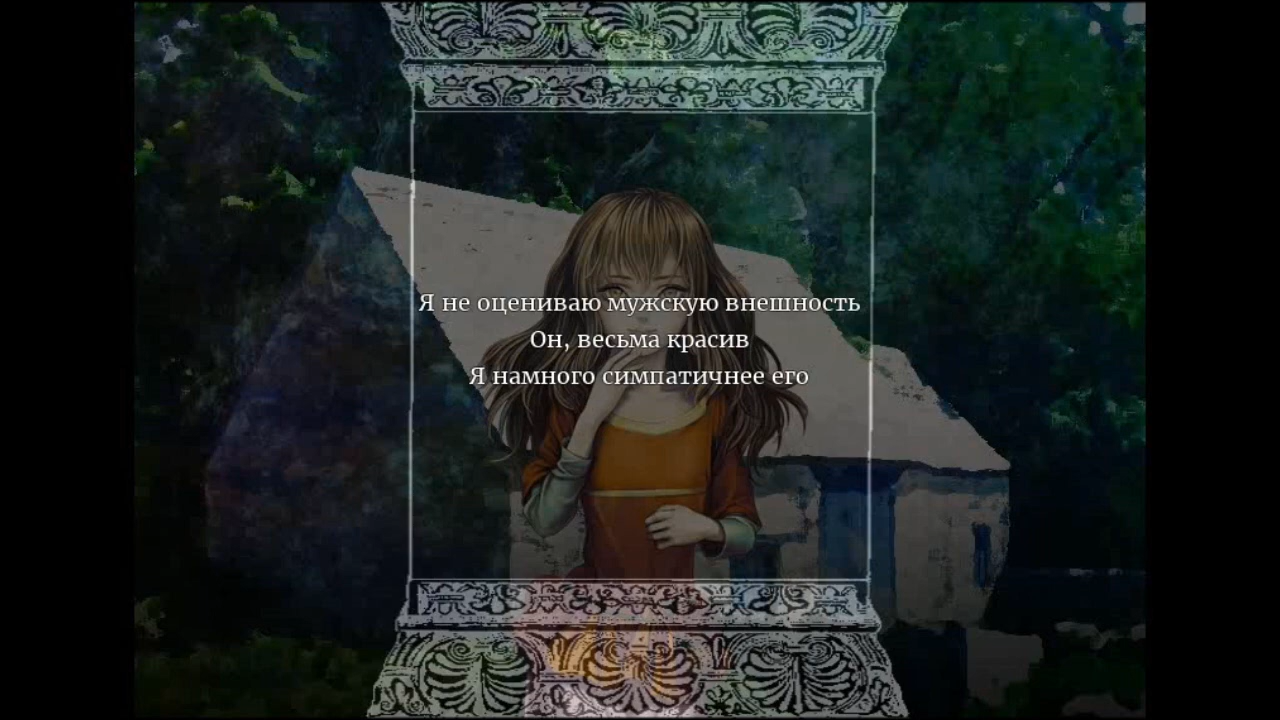 Я не оцениваю мужскую внешность
Он, весьма красив
Я намного симпатичнее его